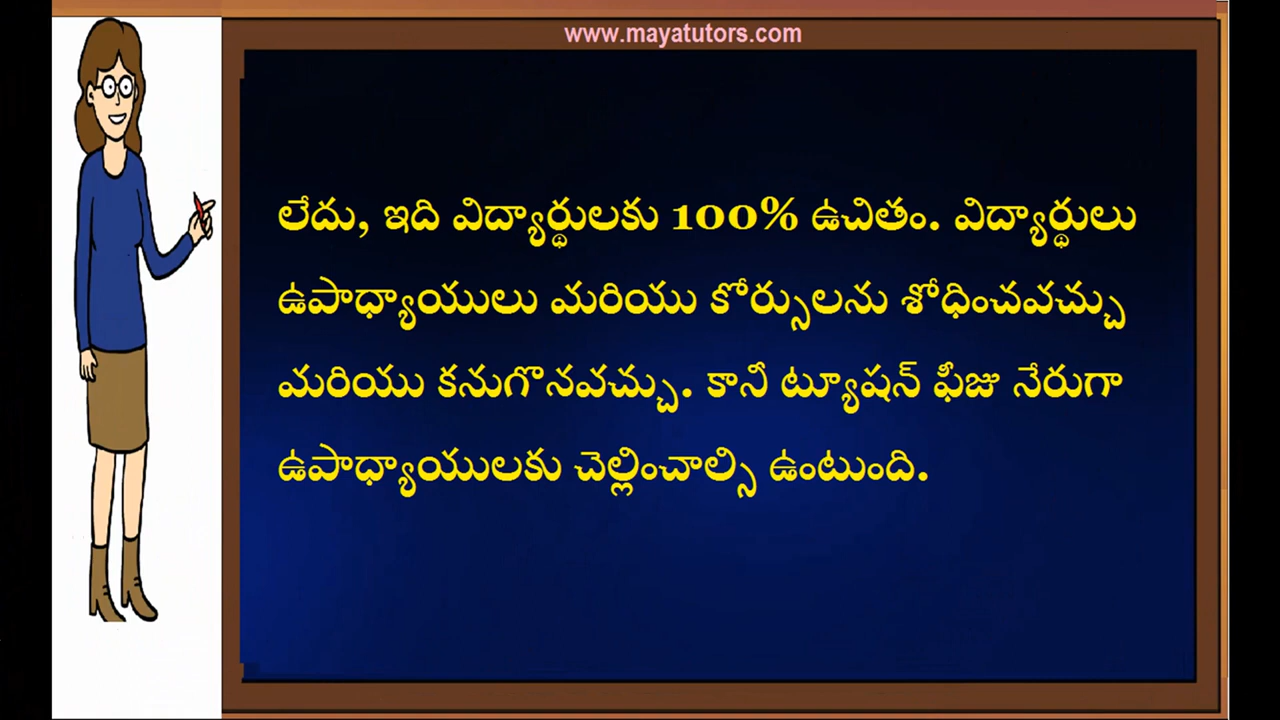 www.mayatutors.com
లేదు, ఇది విద్యార్థులకు 100% ఉచితం. విద్యార్థులు
ఉపాధ్యాయులు మరియు కోర్సులను శోధించవచ్చు
మరియు కనుగొనవచ్చు. కానీ ట్యూషన్ ఫీజు నేరుగా
ఉపాధ్యాయులకు చెల్లించాల్సి ఉంటుంది.